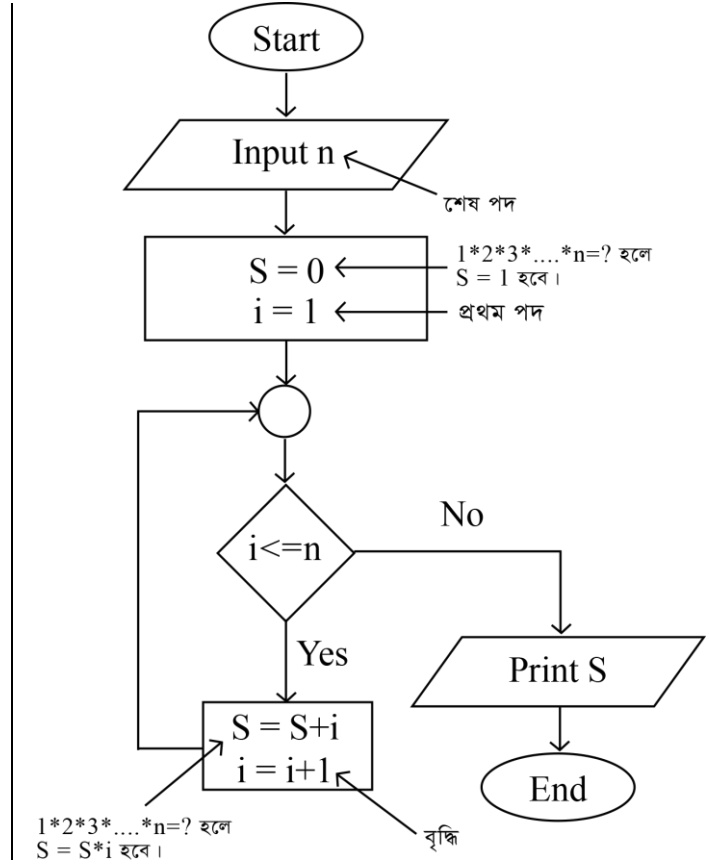 Start
Input n
শেষ পদ
S = 0
1*2*3*....*n=? হলে
S = 1 হবে।
i = 1
প্রথম পদ
i<=n
No
Yes
Print S
S = S+i
i = i+1
End
1*2*3*....*n=? হলে
S = S*i হবে।
বৃদ্ধি